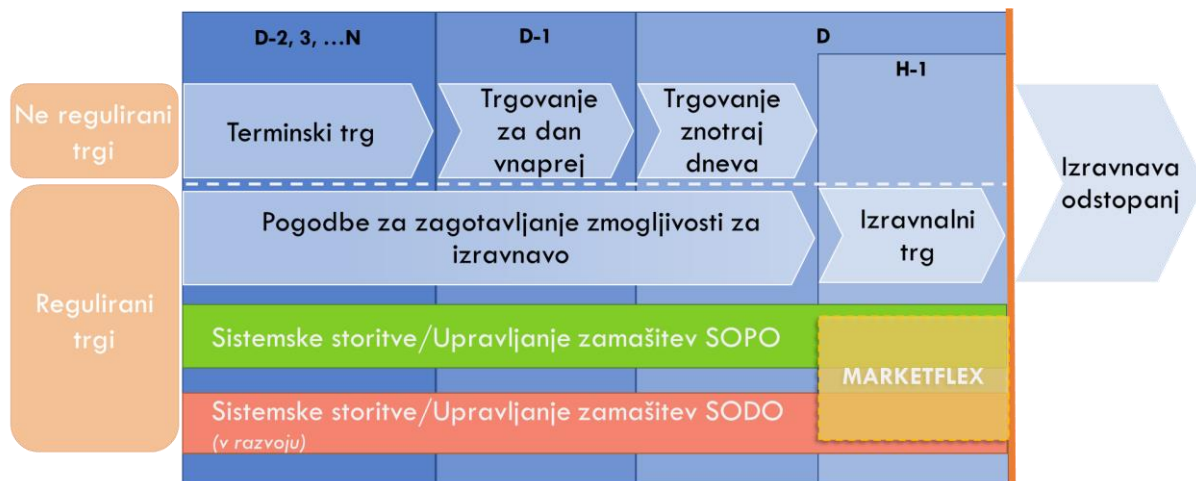 D-2, 3, …N
D-1
D
H-1
Ne regulirani
trgi
Terminski trg
Trgovanje
za dan
vnaprej
Trgovanje
znotraj
dneva
Izravnava
odstopanj
Regulirani
trgi
Pogodbe za zagotavljanje zmogljivosti za
izravnavo
Izravnalni
trg
Sistemske storitve/Upravljanje zamašitev SOPO
MARKETFLEX
Sistemske storitve/Upravljanje zamašitev SODO
(v razvoju)